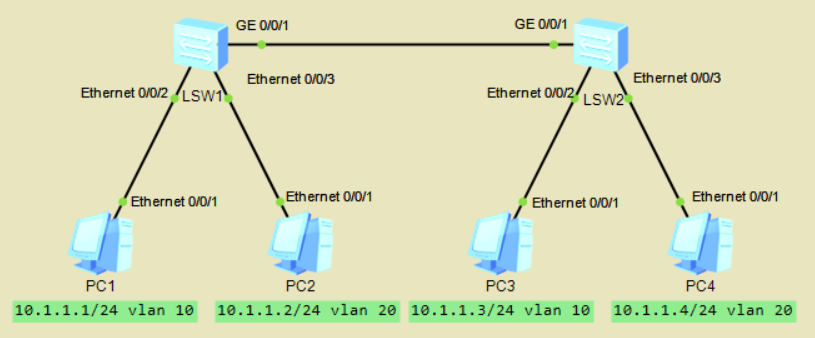 GE 0/0/1
GE 0/0/1
Ethernet 0/0/2
LSW1
Ethernet 0/0/3
Ethernet 0/0/2
LSW2
Ethernet 0/0/3
Ethernet 0/0/1
Ethernet 0/0/1
Ethernet 0/0/1
Ethernet 0/0/1
PC1
PC2
PC3
PC4
10.1.1.1/24 vlan 10
10.1.1.2/24 vlan 20
10.1.1.3/24 vlan 10
10.1.1.4/24 vlan 20